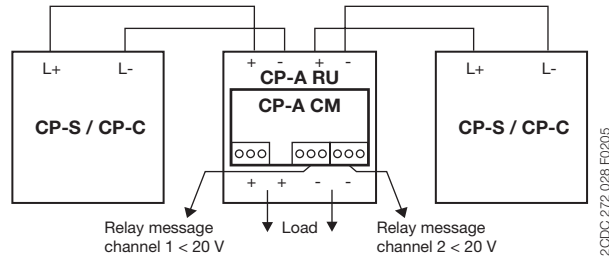 L+ L- + - + - L+ L-
CP-A RU
CP-S / CP-C CP-A CM CP-S / CP-C
+ + - -
Load
Relay message
channel 1 < 20 V
Relay message
channel 2 < 20 V
2CDC 272 028 F0205